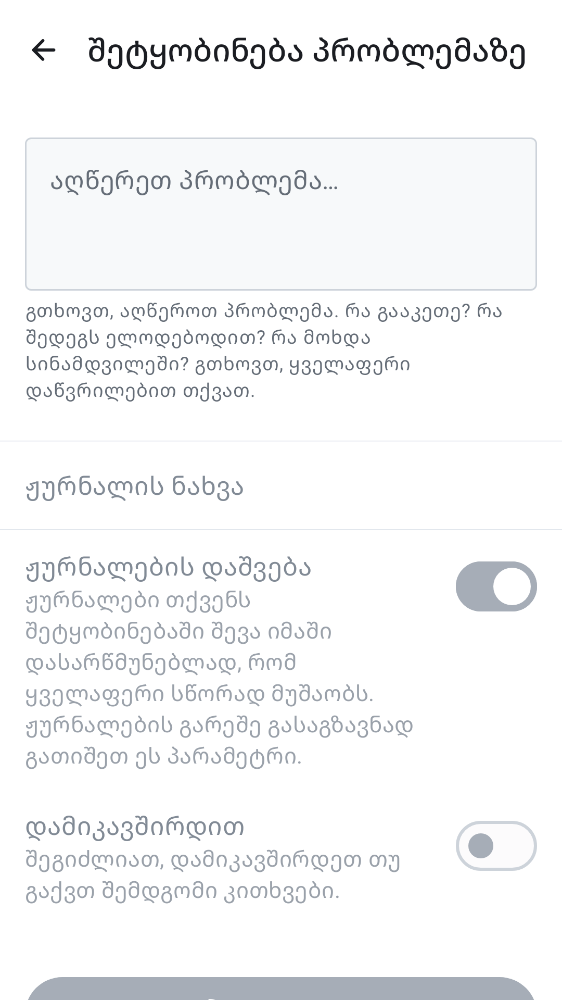 შეტყობინება პრობლემაზე
აღწერეთ პრობლემა...
გთხოვთ, აღწეროთ პრობლემა. რა გააკეთე? რა
შედეგს ელოდებოდით? რა მოხდა
სინამდვილეში? გთხოვთ, ყველაფერი
დაწვრილებით თქვათ.
ჟურნალის ნახვა
ჟურნალების დაშვება
ჟურნალები თქვენს
შეტყობინებაში შევა იმაში
დასარწმუნებლად, რომ
ყველაფერი სწორად მუშაობს.
ჟურნალების გარეშე გასაგზავნად
გათიშეთ ეს პარამეტრი.
დამიკავშირდით
შეგიძლიათ, დამიკავშირდეთ თუ
გაქვთ შემდგომი კითხვები.